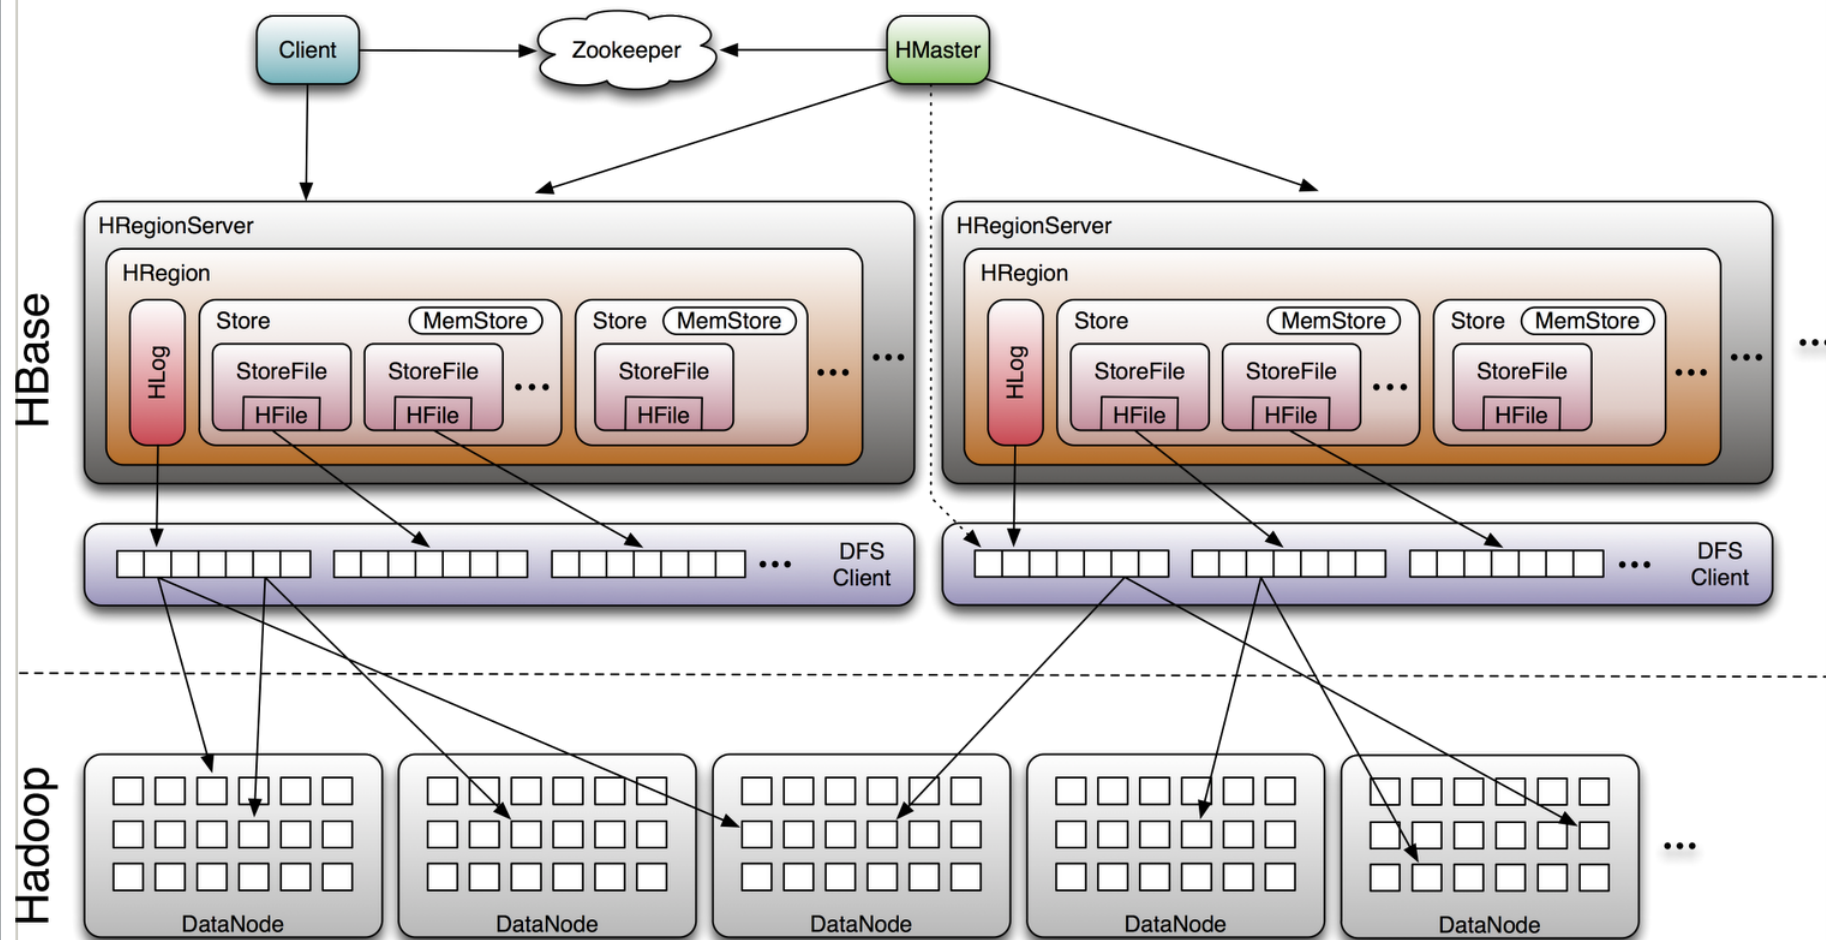 Client
Zookeeper
HMaster
HBase
HRegionServer
HRegion
HLog
Store
MemStore
StoreFile
HFile
StoreFile
HFile
...
Store
MemStore
StoreFile
HFile
...
...
HRegionServer
HRegion
HLog
Store
MemStore
StoreFile
HFile
StoreFile
HFile
...
Store
MemStore
StoreFile
HFile
...
...
...
...
DFS
Client
...
DFS
Client
Hadoop
DataNode
DataNode
DataNode
DataNode
DataNode
...